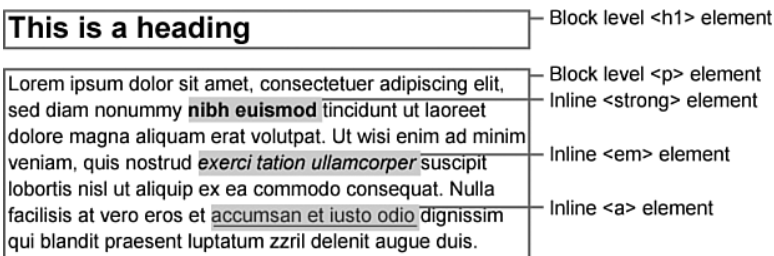 This is a heading
Block level <h1> element
Lorem ipsum dolor sit amet, consectetuer adipiscing elit,
sed diam nonummy nibh euismod tincidunt ut laoreet
dolore magna aliquam erat volutpat. Ut wisi enim ad minim
veniam, quis nostrud exerci tation ullamcorper suscipit
lobortis nisl ut aliquip ex ea commodo consequat. Nulla
facilisis at vero eros et accumsan et iusto odio dignissim
qui blandit praesent luptatum zzril delenit augue duis.
Block level <p> element
Inline <strong> element
Inline <em> element
Inline <a> element